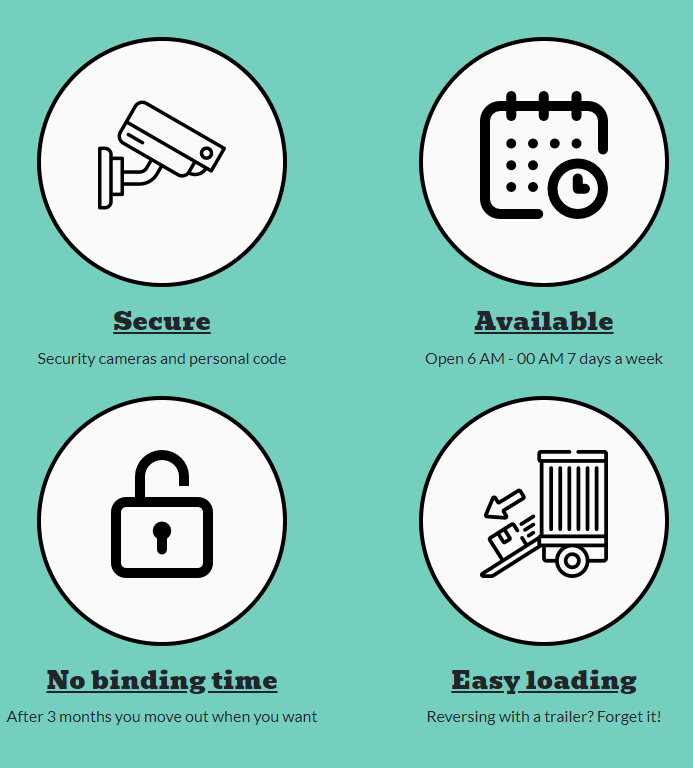 Secure
Security cameras and personal code
Available
Open 6 AM - 00 AM 7 days a week
No binding time
After 3 months you move out when you want
Easy loading
Reversing with a trailer? Forget it!